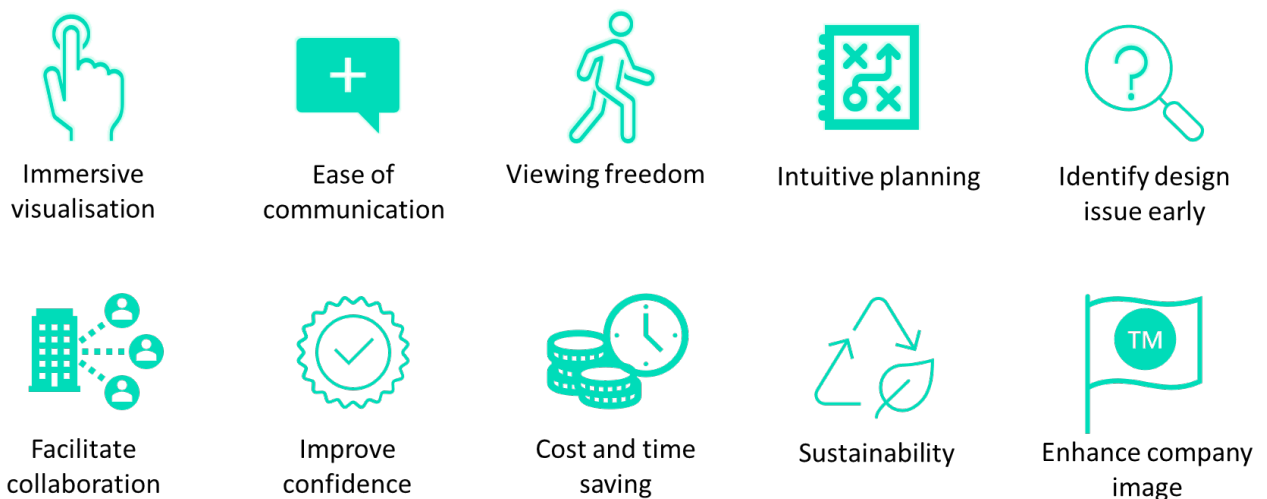 Immersive
visualisation
Ease of
communication
Viewing freedom
Intuitive planning
Identify design
issue early
Facilitate
collaboration
Improve
confidence
Cost and time
saving
Sustainability
TM
Enhance company
image